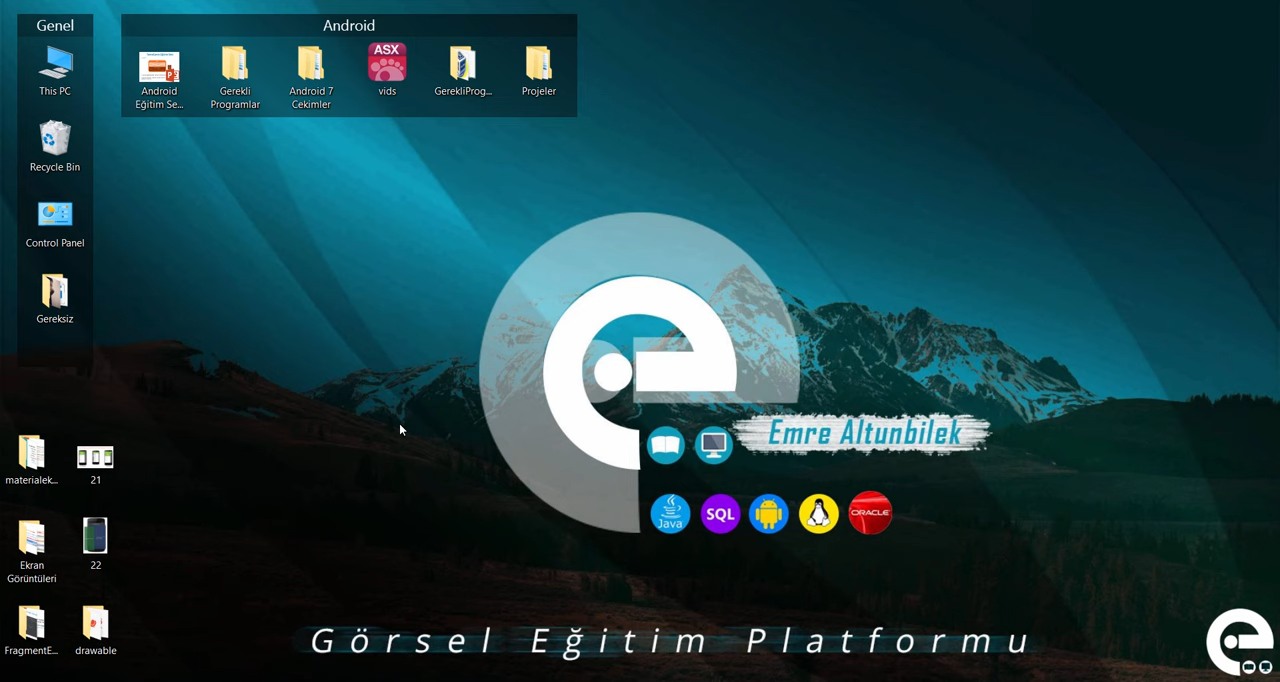 Genel
This PC
Recycle Bin
Control Panel
Gereksiz
Android
Android
Eğitim Se...
Gerekli
Programlar
Android 7
Cekimler
ASX
vids
GerekliProg...
Projeler
materialek...
21
Ekran
Görüntüleri
22
FragmentE...
drawable
Emre Altunbilek
Java
SQL
ORACLE
Görsel Eğitim Platformu